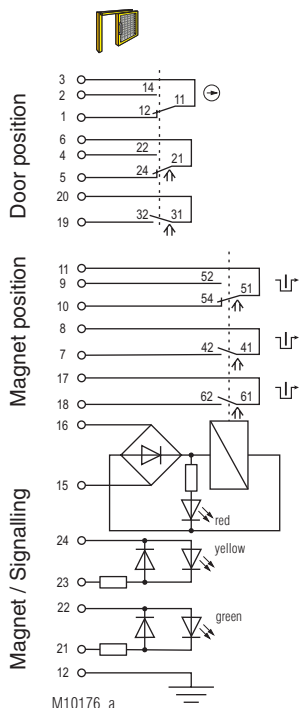 Door position
3
2 14
11
1 12
6
4 22
21
5 24
20
19 32 31
Magnet position
11
9 52
51
10 54
8
7 42 41
17
18 62 61
Magnet / Signalling
16
15
red
24
yellow
23
22
green
21
12
M10176_a